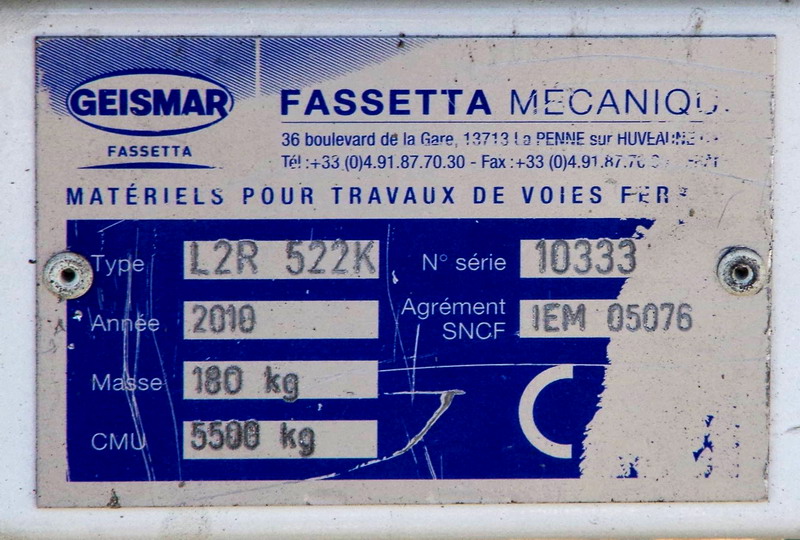 GEISMAR
FASSETTA
FASSETTA MÉCANIQU
36 boulevard de la Gare, 13713 La PENNE sur HUVEAUNE
Tél :+33 (0)4.91.87.70.30 - Fax :+33 (0)4.91.87.70
MATÉRIELS POUR TRAVAUX DE VOIES FER
Type L2R 522K N° série 10333
Année 2010 Agrément SNCF IEM 05076
Masse 180 kg
CMU 5500 kg
C